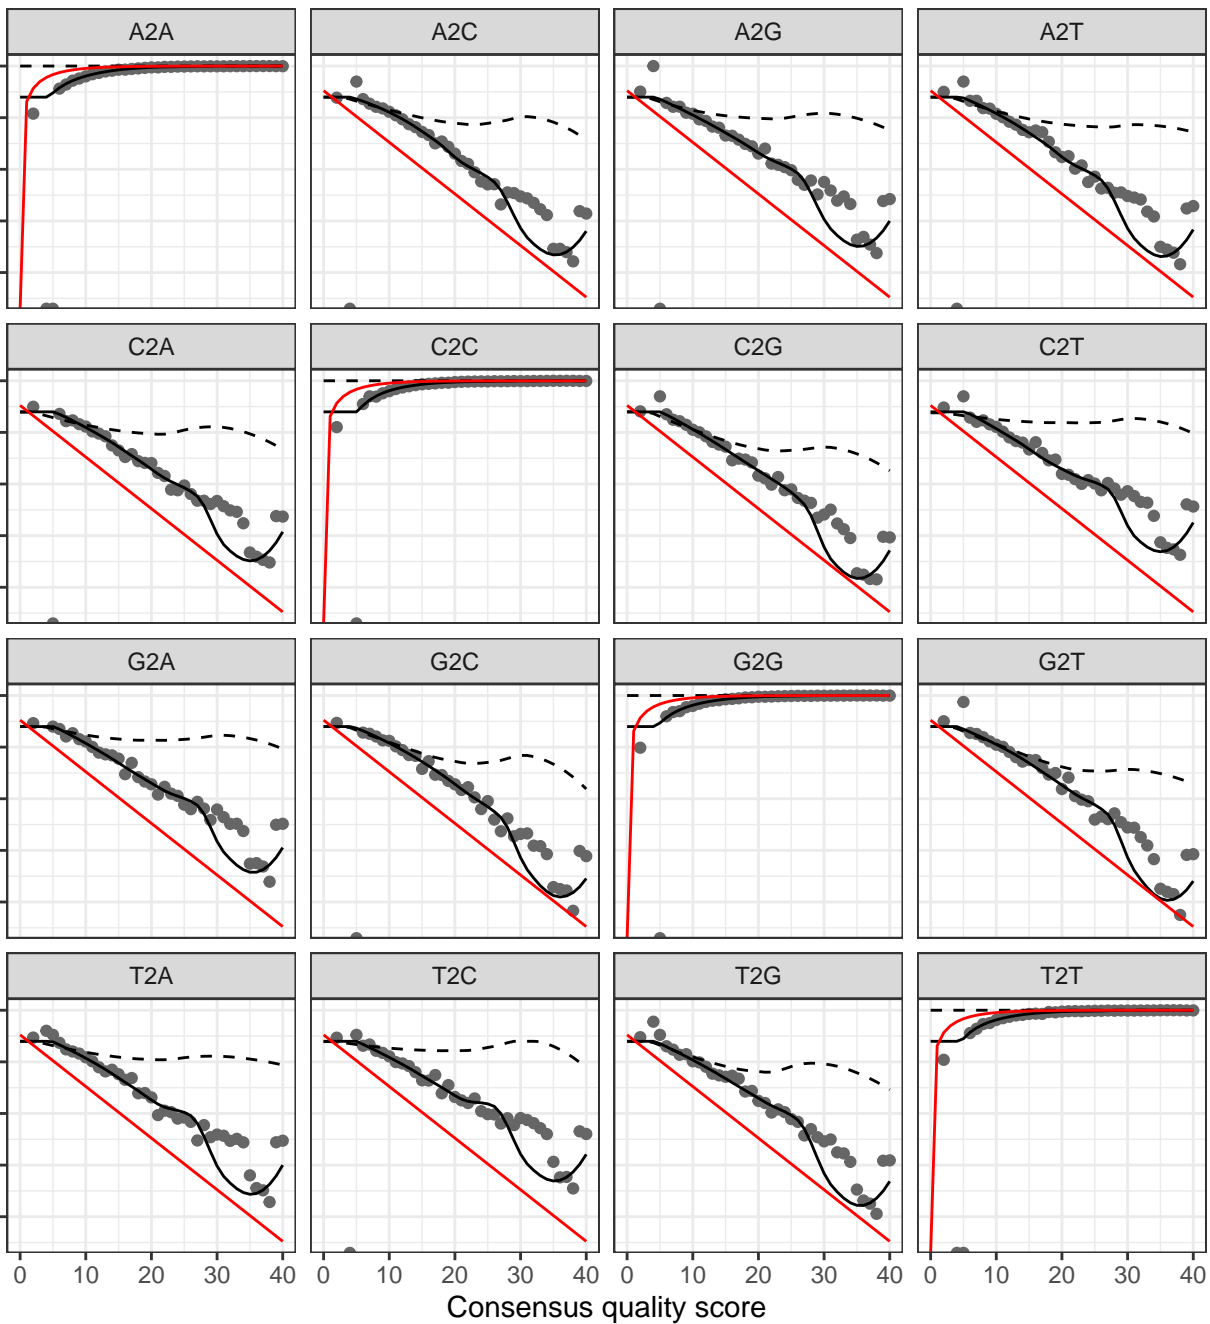 A2A A2C A2G A2T
C2A C2C C2G C2T
G2A G2C G2G G2T
T2A T2C T2G T2T
0 10 20 30 40 0 10 20 30 40 0 10 20 30 40 0 10 20 30 40
Consensus quality score